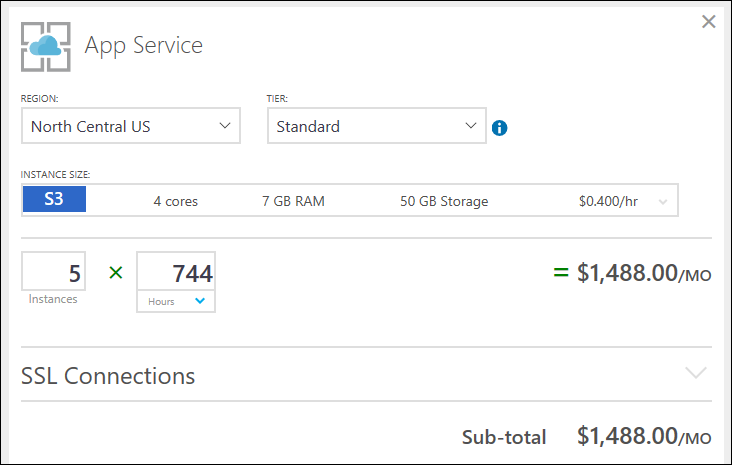 App Service
REGION: TIER:
North Central US Standard
INSTANCE SIZE:
S3 4 cores 7 GB RAM 50 GB Storage $0.400/hr
5 × 744 = $1,488.00/MO
Instances Hours
SSL Connections
Sub-total $1,488.00/MO